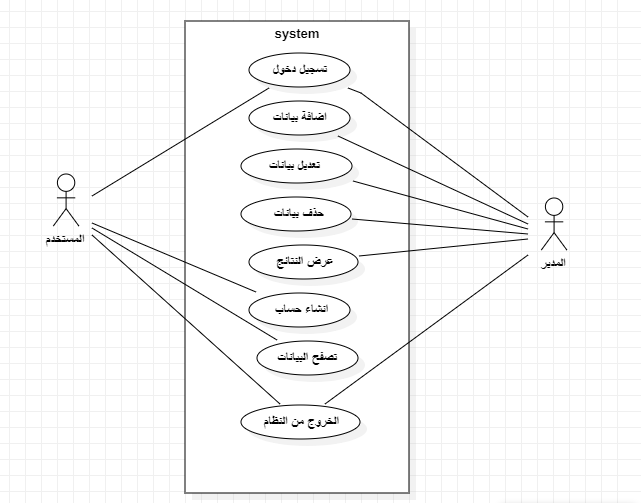 system
تسجيل دخول
اضافة بيانات
تعديل بيانات
حذف بيانات
عرض النتائج
انشاء حساب
تصفح البيانات
الخروج من النظام
المستخدم
المدير